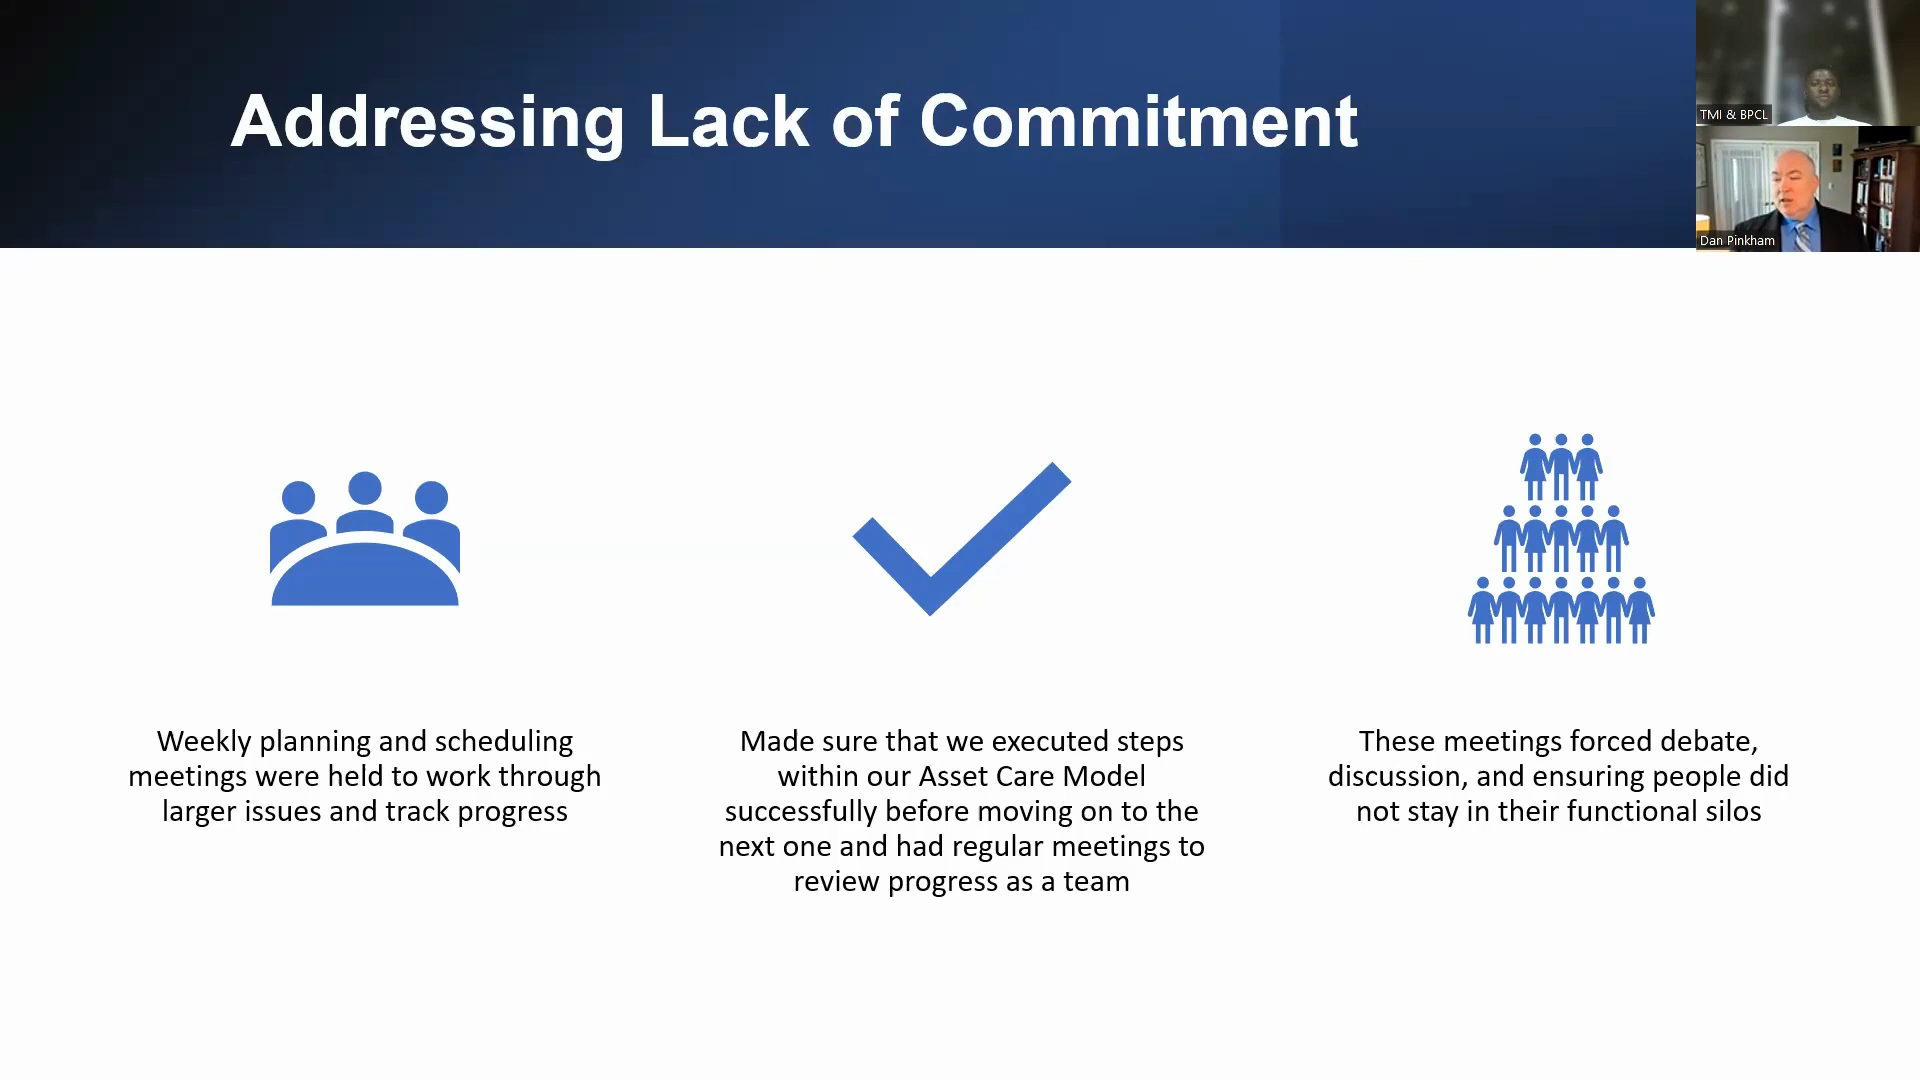 Addressing Lack of Commitment
TMI & BPCL
Dan Pinkham
Weekly planning and scheduling
meetings were held to work through
larger issues and track progress
Made sure that we executed steps
within our Asset Care Model
successfully before moving on to the
next one and had regular meetings to
review progress as a team
These meetings forced debate,
discussion, and ensuring people did
not stay in their functional silos